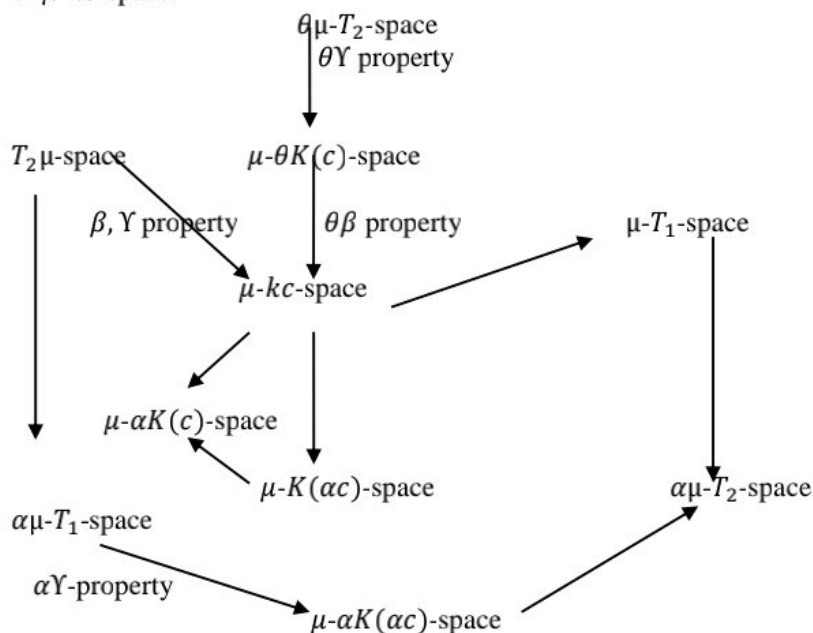 θμ-T₂-space
θϒ property
T₂μ-space
μ-θK(c)-space
β, ϒ property
θβ property
μ-T₁-space
μ-kc-space
μ-αK(c)-space
μ-K(αc)-space
αμ-T₂-space
αμ-T₁-space
αϒ-property
μ-αK(αc)-space